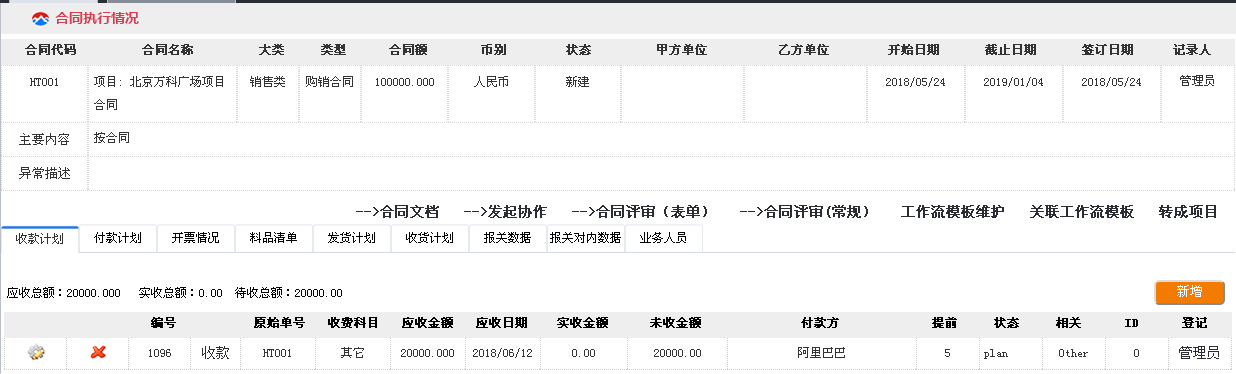 合同执行情况
合同代码 合同名称 大类 类型 合同额 币别 状态 甲方单位 乙方单位 开始日期 截止日期 签订日期 记录人
HT001 项目：北京万科广场项目 销售类 购销合同 100000.000 人民币 新建 2018/05/24 2019/01/04 2018/05/24 管理员
合同
主要内容 按合同
异常描述
-->合同文档 -->发起协作 -->合同评审（表单） -->合同评审(常规） 工作流模板维护 关联工作流模板 转成项目
收款计划 付款计划 开票情况 料品清单 发货计划 收货计划 报关数据 报关对内数据 业务人员
应收总额：20000.000 实收总额：0.00 待收总额：20000.00 新增
编号 原始单号 收费科目 应收金额 应收日期 实收金额 未收金额 付款方 提前 状态 相关 ID 登记
1096 收款 HT001 其它 20000.000 2018/06/12 0.00 20000.00 阿里巴巴 5 plan Other 0 管理员